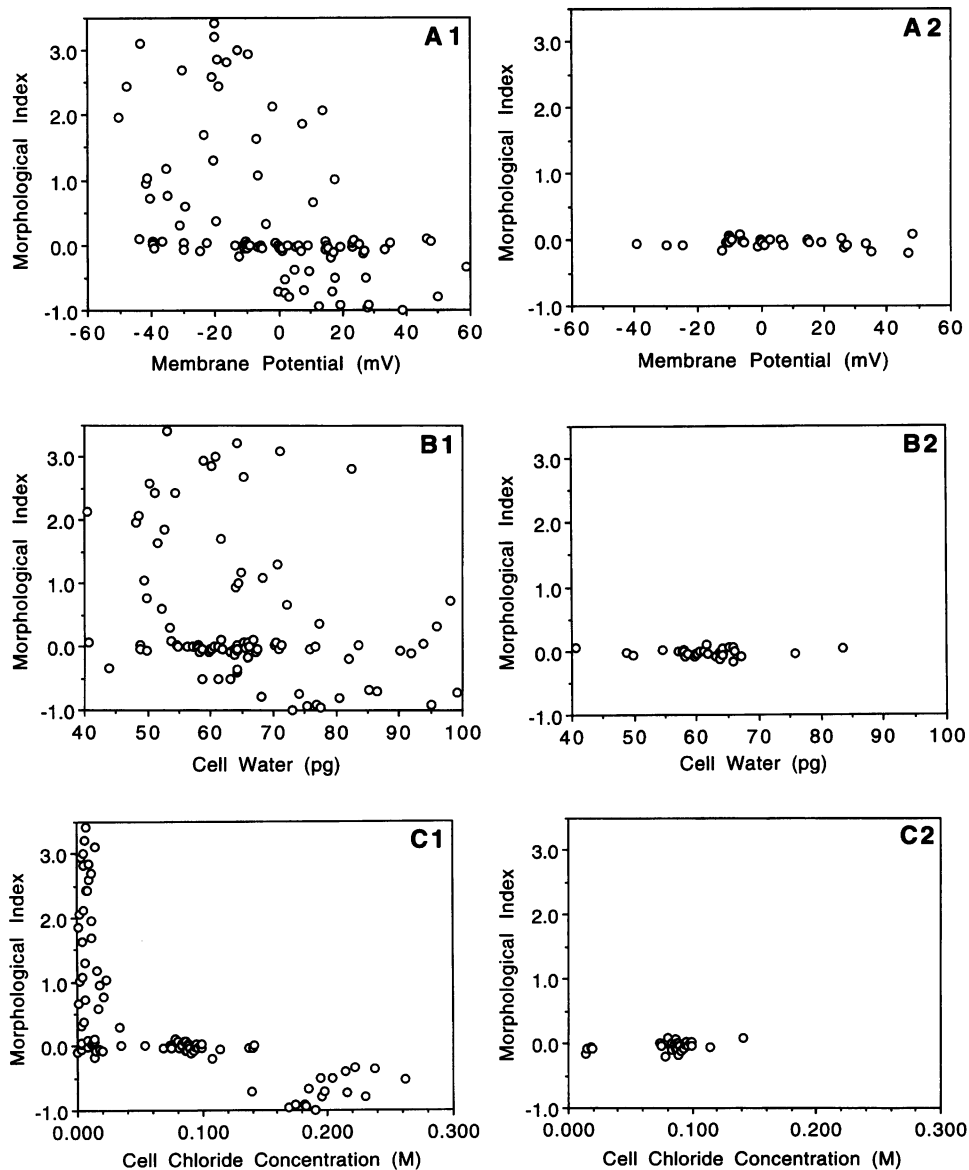 A1
Morphological Index
3.0
2.0
1.0
0.0
-1.0
-60 -40 -20 0 20 40 60
Membrane Potential (mV)
A2
Morphological Index
3.0
2.0
1.0
0.0
-1.0
-60 -40 -20 0 20 40 60
Membrane Potential (mV)
B1
Morphological Index
3.0
2.0
1.0
0.0
-1.0
40 50 60 70 80 90 100
Cell Water (pg)
B2
Morphological Index
3.0
2.0
1.0
0.0
-1.0
40 50 60 70 80 90 100
Cell Water (pg)
C1
Morphological Index
3.0
2.0
1.0
0.0
-1.0
0.000 0.100 0.200 0.300
Cell Chloride Concentration (M)
C2
Morphological Index
3.0
2.0
1.0
0.0
-1.0
0.000 0.100 0.200 0.300
Cell Chloride Concentration (M)